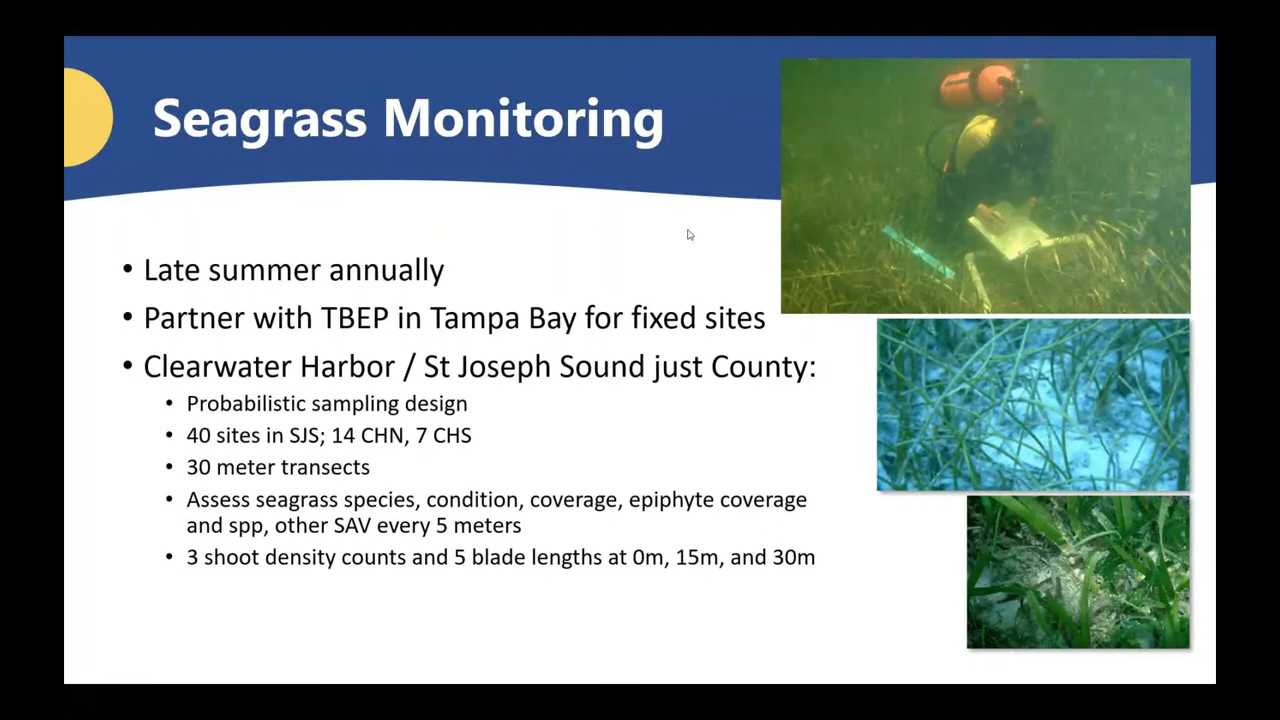 Seagrass Monitoring
• Late summer annually
• Partner with TBEP in Tampa Bay for fixed sites
• Clearwater Harbor / St Joseph Sound just County:
• Probabilistic sampling design
• 40 sites in SJS; 14 CHN, 7 CHS
• 30 meter transects
• Assess seagrass species, condition, coverage, epiphyte coverage
and spp, other SAV every 5 meters
• 3 shoot density counts and 5 blade lengths at 0m, 15m, and 30m